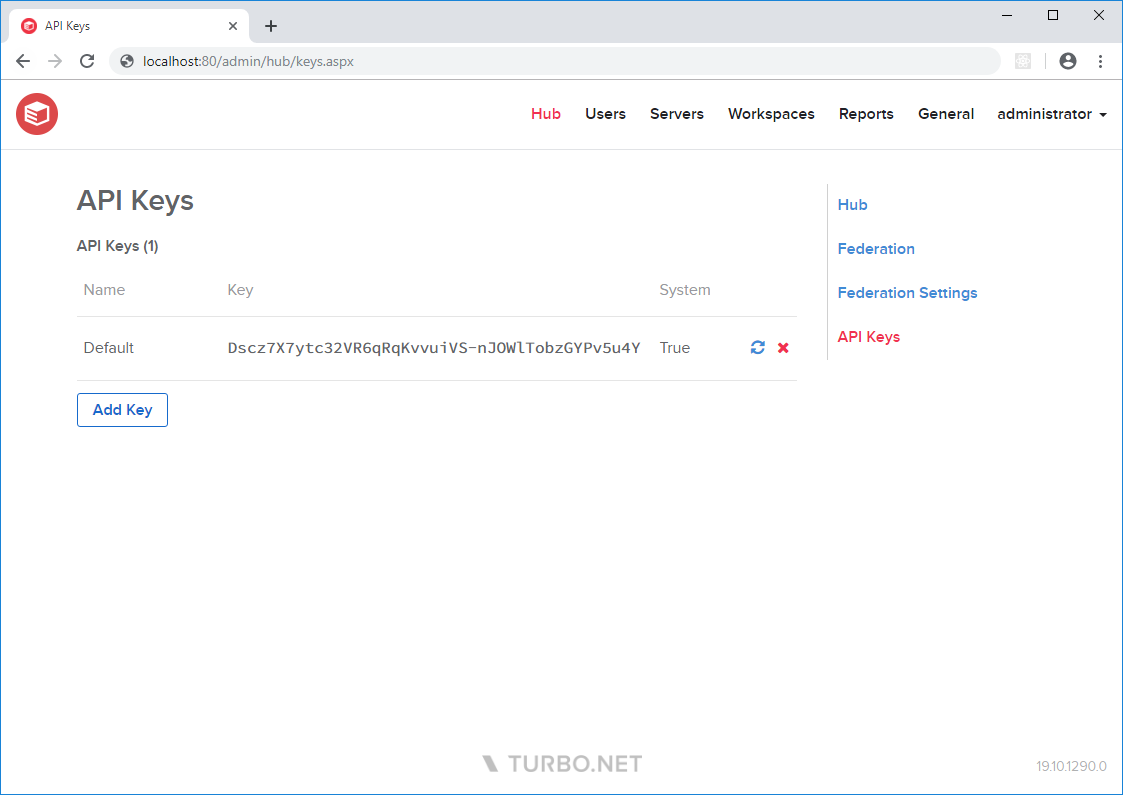 API Keys
localhost:80/admin/hub/keys.aspx
Hub Users Servers Workspaces Reports General administrator
API Keys
API Keys (1)
Name Key System
Default Dscz7X7ytc32VR6qRqKvvuiVS-nJOWlTobzGYPv5u4Y True
Add Key
Hub
Federation
Federation Settings
API Keys
TURBO.NET
19.10.1290.0